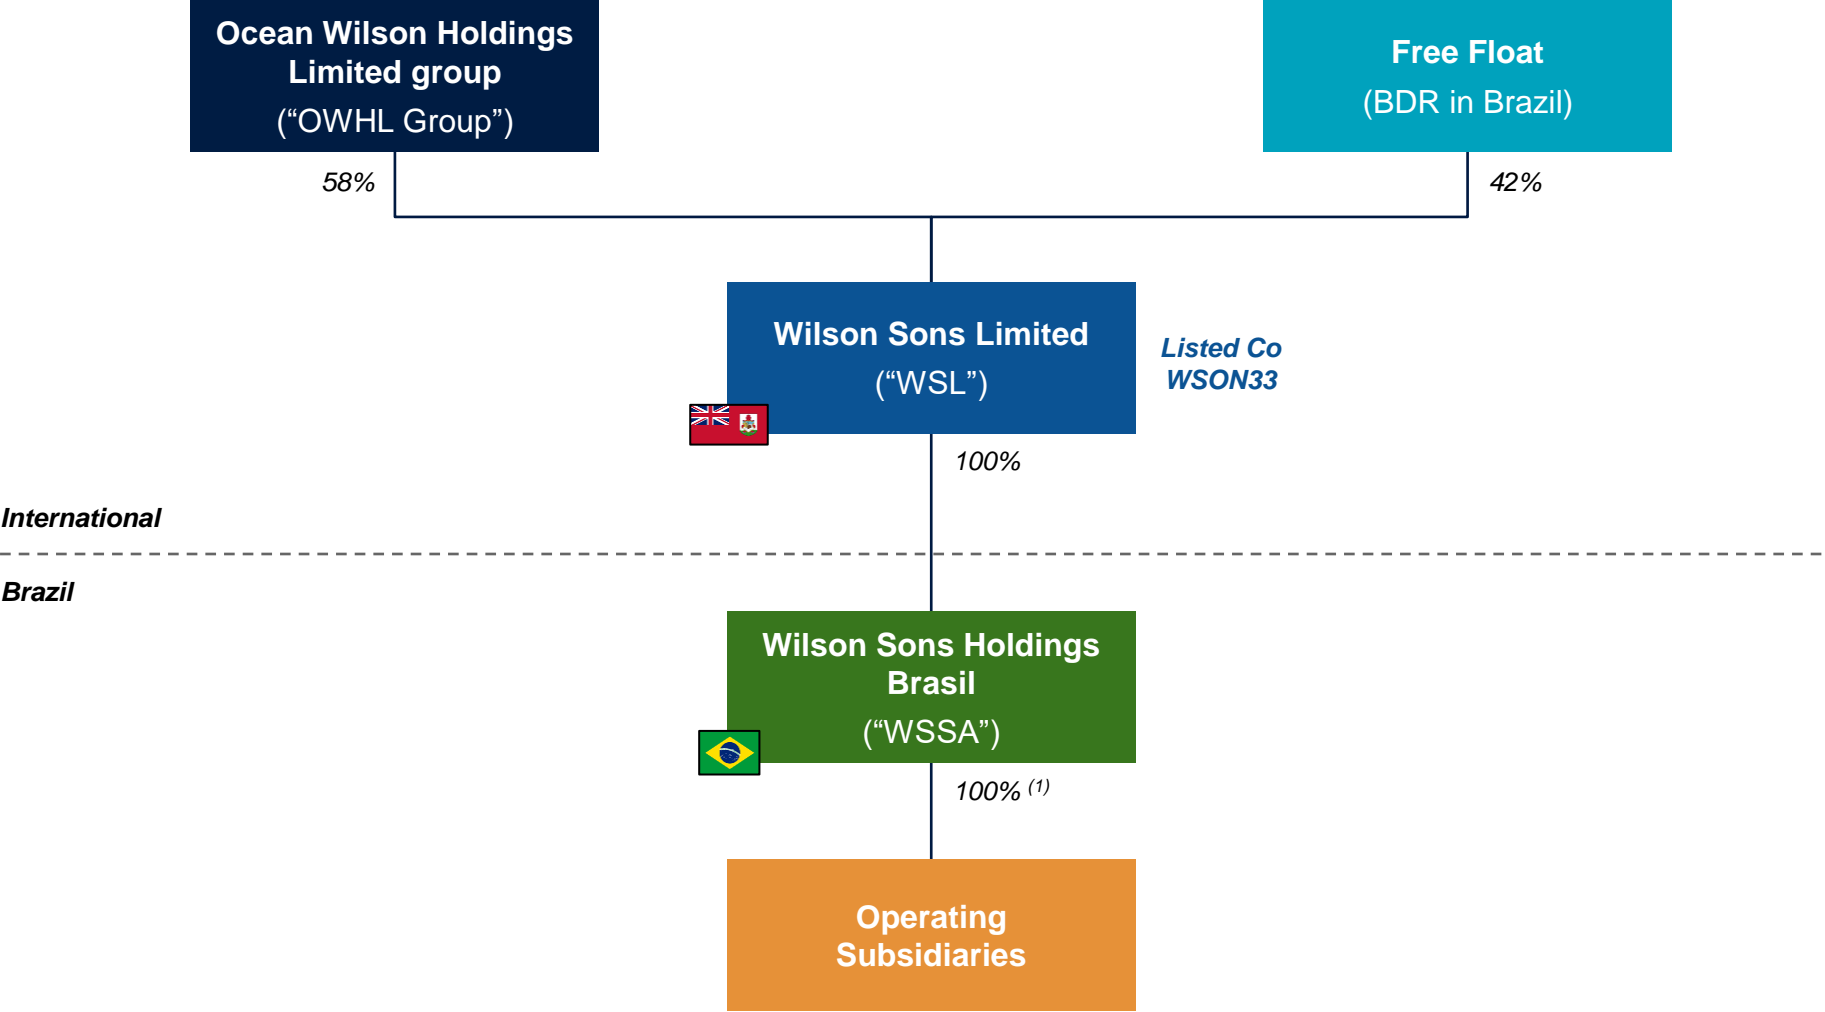 Ocean Wilson Holdings
Limited group
(“OWHL Group”)
Free Float
(BDR in Brazil)
58%
42%
Wilson Sons Limited
(“WSL”)
Listed Co
WSON33
100%
International
Brazil
Wilson Sons Holdings
Brasil
(“WSSA”)
100% (1)
Operating
Subsidiaries